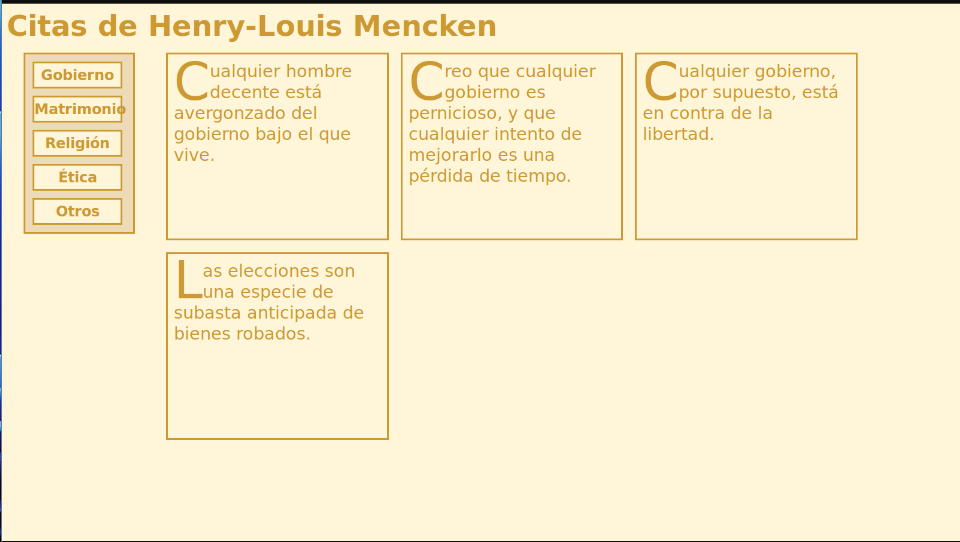 Citas de Henry-Louis Mencken
Gobierno
Matrimonio
Religión
Ética
Otros
Cualquier hombre
decente está
avergonzado del
gobierno bajo el que
vive.
Creo que cualquier
gobierno es
pernicioso, y que
cualquier intento de
mejorarlo es una
pérdida de tiempo.
Cualquier gobierno,
por supuesto, está
en contra de la
libertad.
Las elecciones son
una especie de
subasta anticipada de
bienes robados.